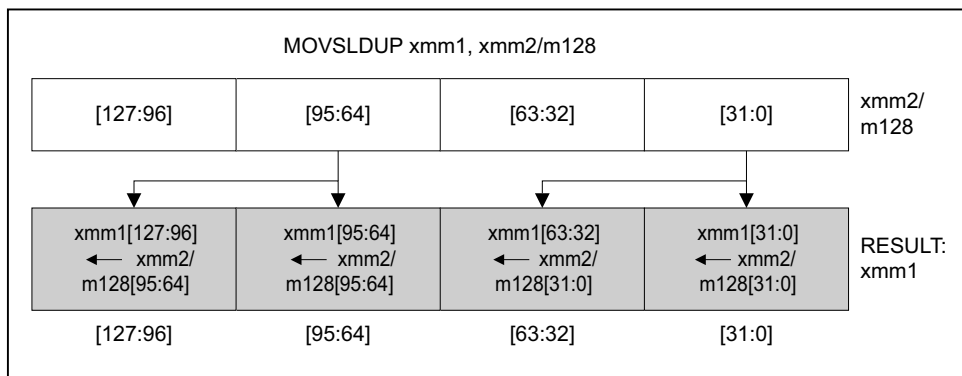 MOVSLDUP xmm1, xmm2/m128
[127:96] [95:64] [63:32] [31:0]
xmm2/
m128
xmm1[127:96] xmm1[95:64] xmm1[63:32] xmm1[31:0]
← xmm2/ ← xmm2/ ← xmm2/ ← xmm2/
m128[95:64] m128[95:64] m128[31:0] m128[31:0]
RESULT:
xmm1
[127:96] [95:64] [63:32] [31:0]